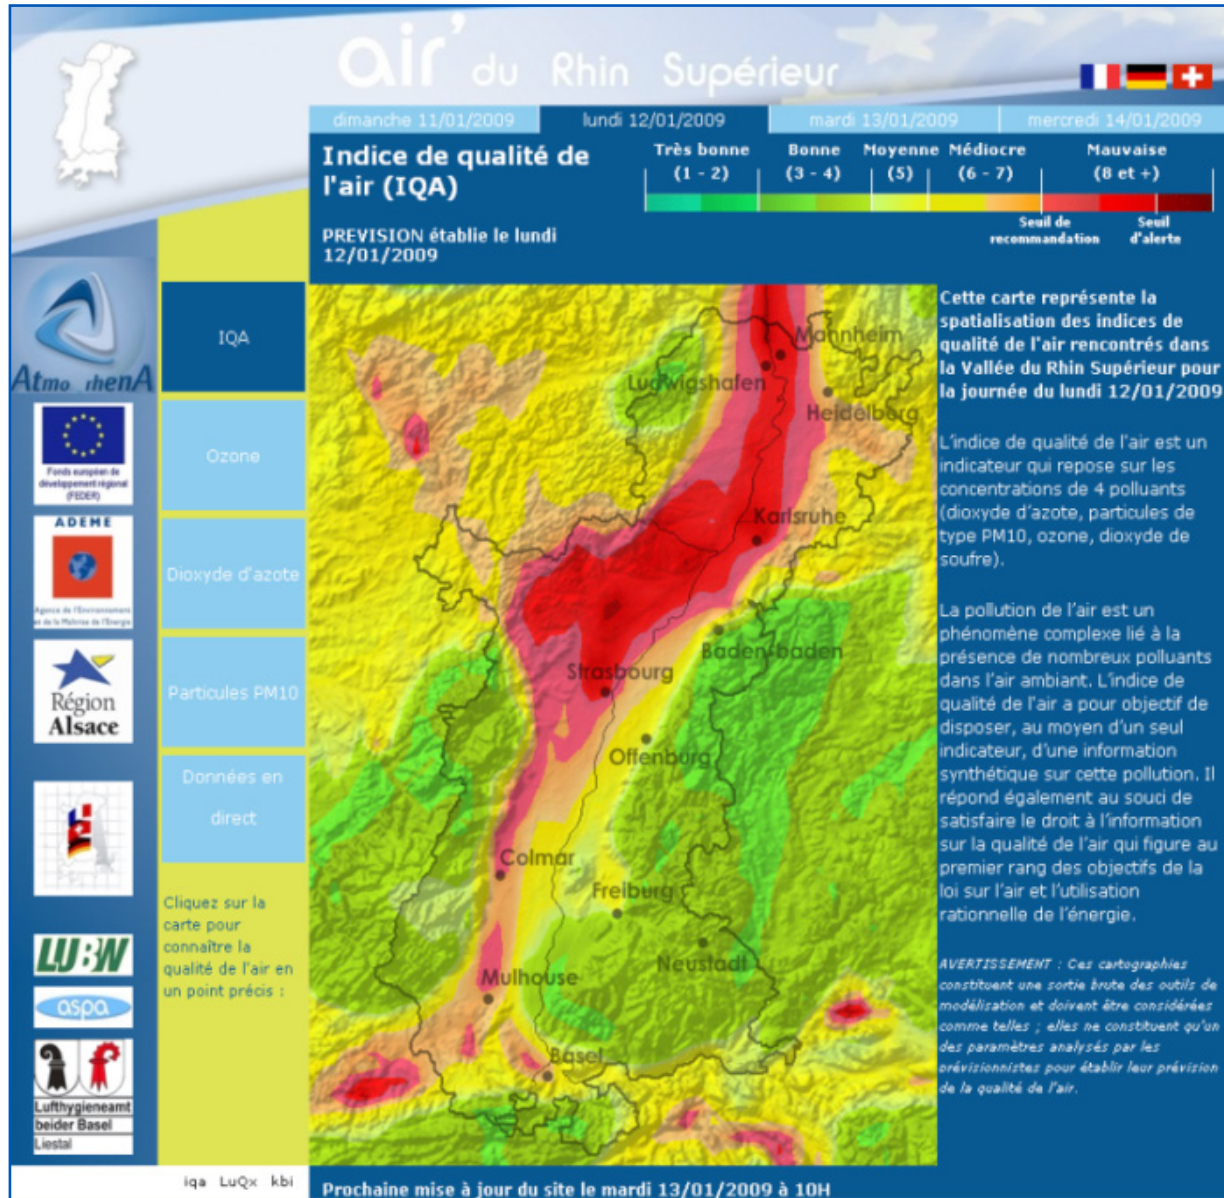 air' du Rhin Supérieur
dimanche 11/01/2009
lundi 12/01/2009
mardi 13/01/2009
mercredi 14/01/2009
Indice de qualité de
l'air (IQA)
PREVISION établie le lundi
12/01/2009
Très bonne
(1 - 2)
Bonne
(3 - 4)
Moyenne
(5)
Médiocre
(6 - 7)
Mauvaise
(8 et +)
Seuil de
recommandation
Seuil
d'alerte
Atmo rhenA
Fonds européen de
développement régional
(FEDER)
ADEME
Agence de l'Environnement
et de la Maîtrise de l'Energie
Région
Alsace
LUBW
aspa
Lufthygieneamt
beider Basel
Liestal
IQA
Ozone
Dioxyde d'azote
Particules PM10
Données en
direct
Cliquez sur la
carte pour
connaître la
qualité de l'air en
un point précis :
iqa LuQx kbi
Mannheim
Ludwigshafen
Heidelberg
Karlsruhe
Baden-baden
Strasbourg
Offenburg
Colmar
Freiburg
Neustadt
Mulhouse
Basel
Cette carte représente la
spatialisation des indices de
qualité de l'air rencontrés dans
la Vallée du Rhin Supérieur pour
la journée du lundi 12/01/2009
L'indice de qualité de l'air est un
indicateur qui repose sur les
concentrations de 4 polluants
(dioxyde d'azote, particules de
type PM10, ozone, dioxyde de
soufre).
La pollution de l'air est un
phénomène complexe lié à la
présence de nombreux polluants
dans l'air ambiant. L'indice de
qualité de l'air a pour objectif de
disposer, au moyen d'un seul
indicateur, d'une information
synthétique sur cette pollution. Il
répond également au souci de
satisfaire le droit à l'information
sur la qualité de l'air qui figure au
premier rang des objectifs de la
loi sur l'air et l'utilisation
rationnelle de l'énergie.
AVERTISSEMENT : Ces cartographies
constituent une sortie brute des outils de
modélisation et doivent être considérées
comme telles ; elles ne constituent qu'un
des paramètres analysés par les
prévisionnistes pour établir leur prévision
de la qualité de l'air.
Prochaine mise à jour du site le mardi 13/01/2009 à 10H